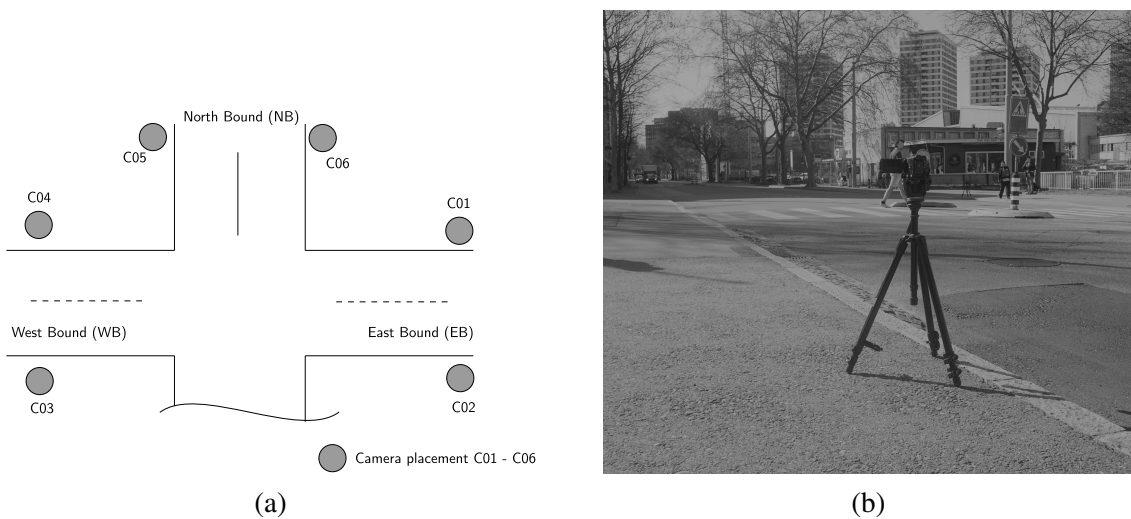 North Bound (NB)
C05
C06
C04
C01
West Bound (WB)
East Bound (EB)
C03
C02
Camera placement C01 - C06
(a)
(b)